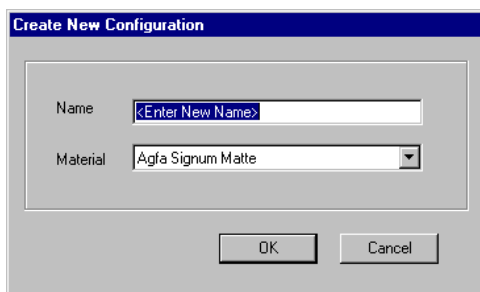 Create New Configuration
Name <Enter New Name>
Material Agfa Signum Matte
OK Cancel